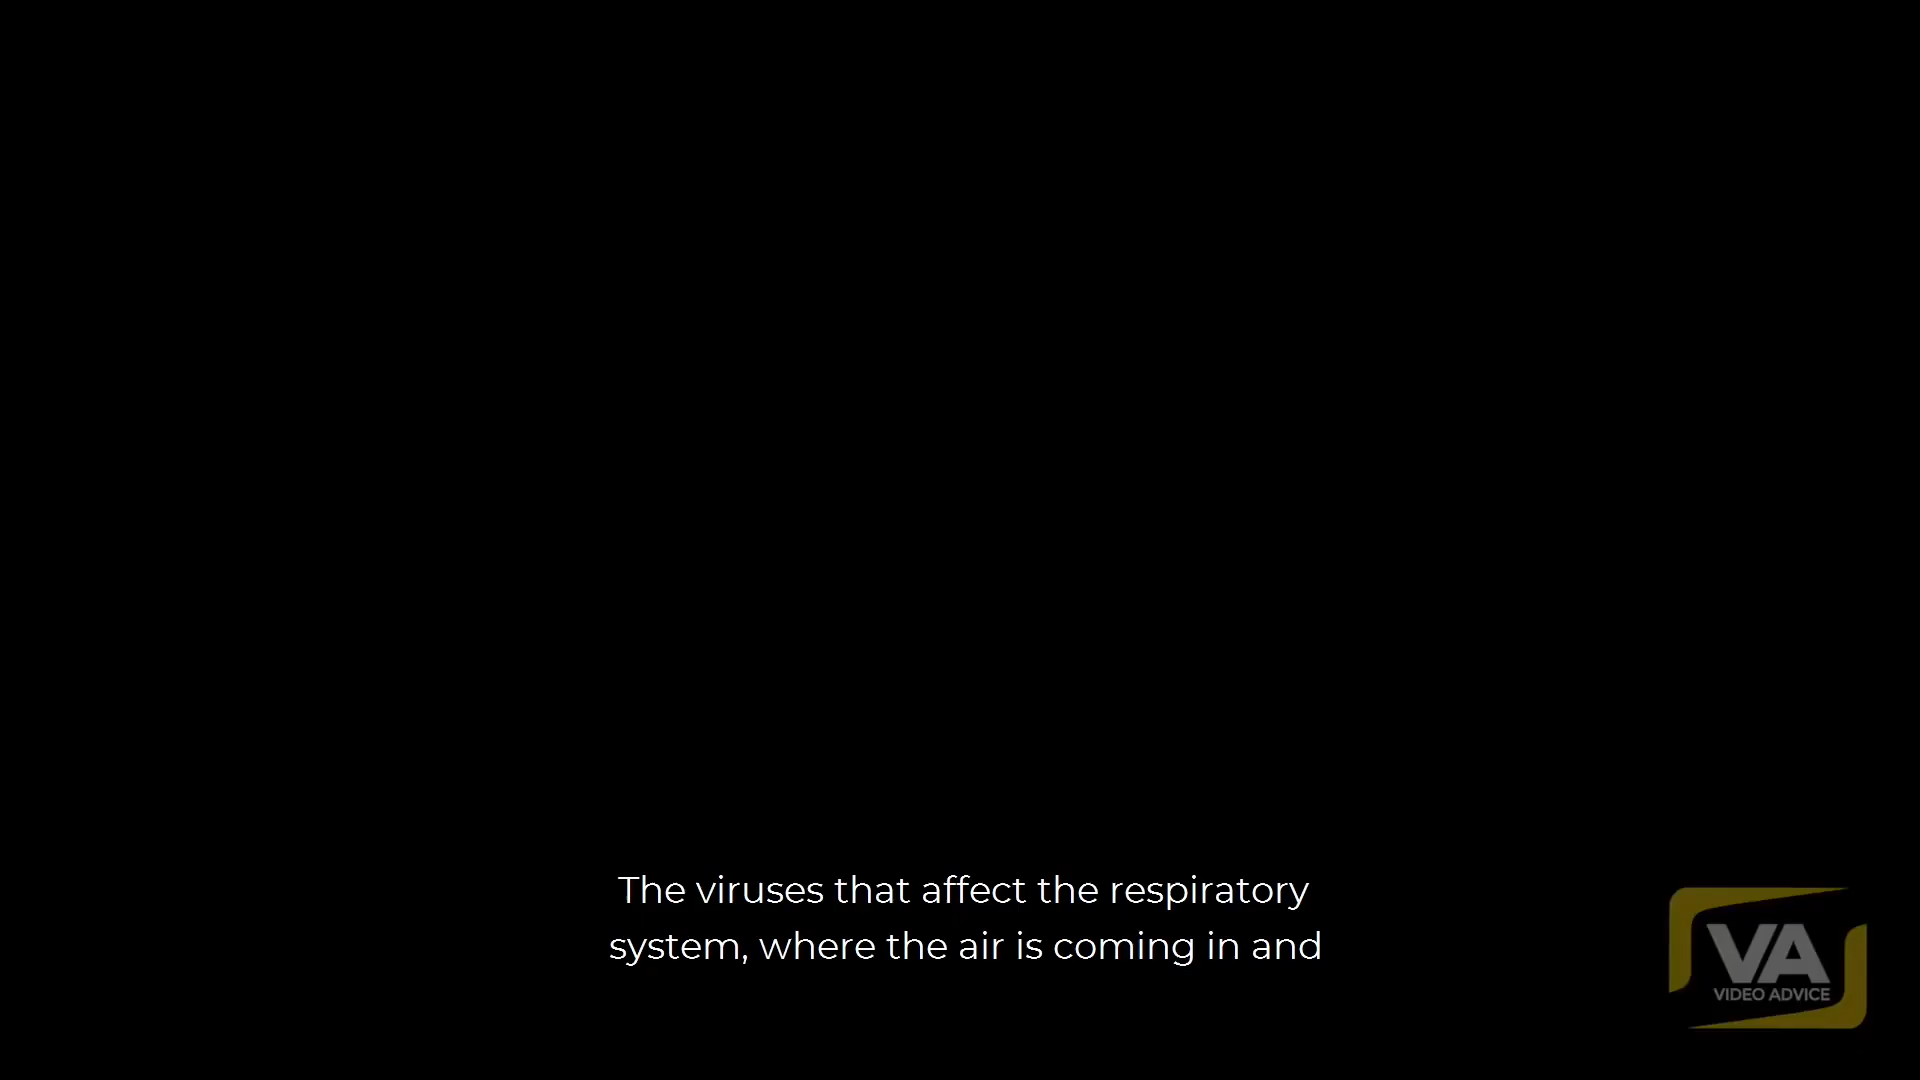 The viruses that affect the respiratory
system, where the air is coming in and
VA
VIDEO ADVICE